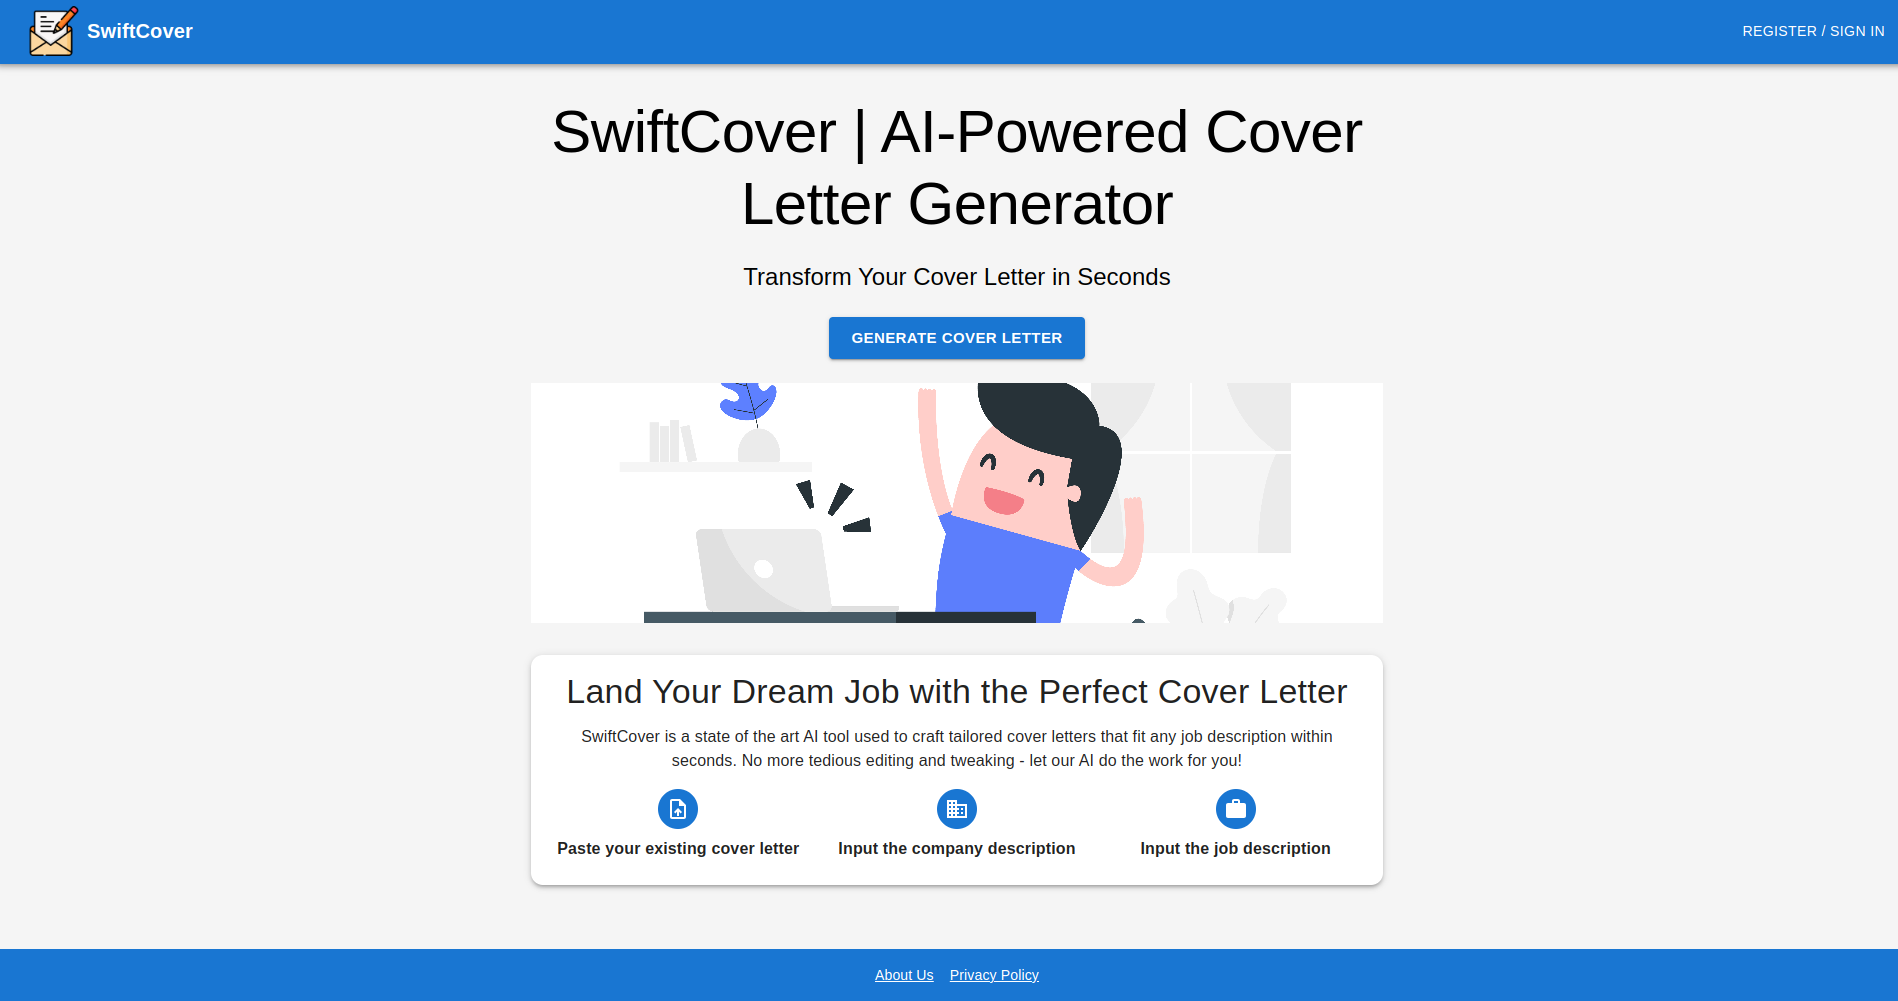 SwiftCover
REGISTER / SIGN IN
SwiftCover | AI-Powered Cover
Letter Generator
Transform Your Cover Letter in Seconds
GENERATE COVER LETTER
Land Your Dream Job with the Perfect Cover Letter
SwiftCover is a state of the art AI tool used to craft tailored cover letters that fit any job description within
seconds. No more tedious editing and tweaking - let our AI do the work for you!
Paste your existing cover letter
Input the company description
Input the job description
About Us
Privacy Policy